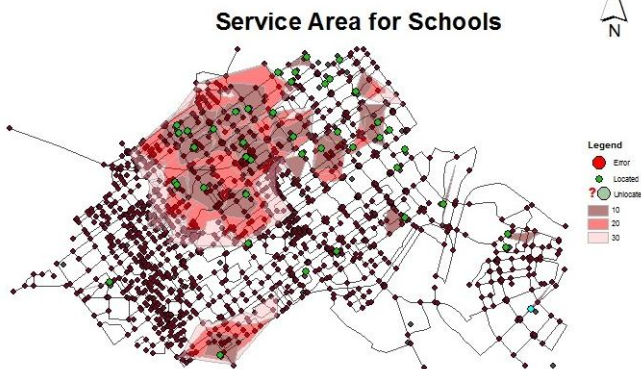 Service Area for Schools
N
Legend
Error
Located
? Unlocate
10
20
30